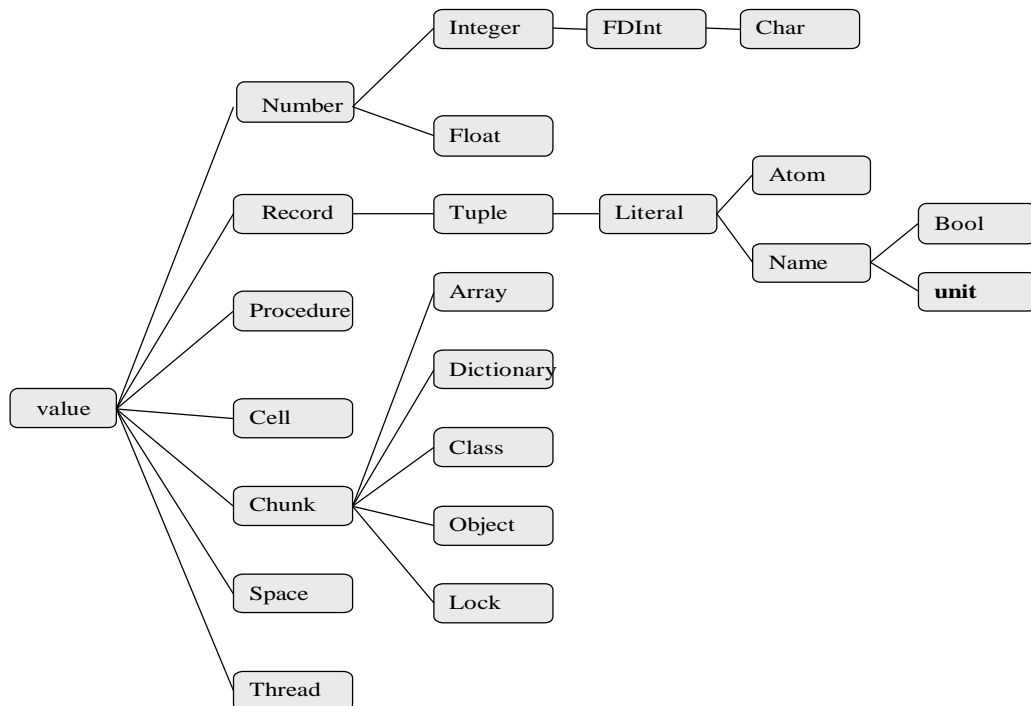 Integer
FDInt
Char
Number
Float
Atom
Record
Tuple
Literal
Bool
Name
Array
unit
Procedure
Dictionary
value
Cell
Class
Chunk
Object
Space
Lock
Thread